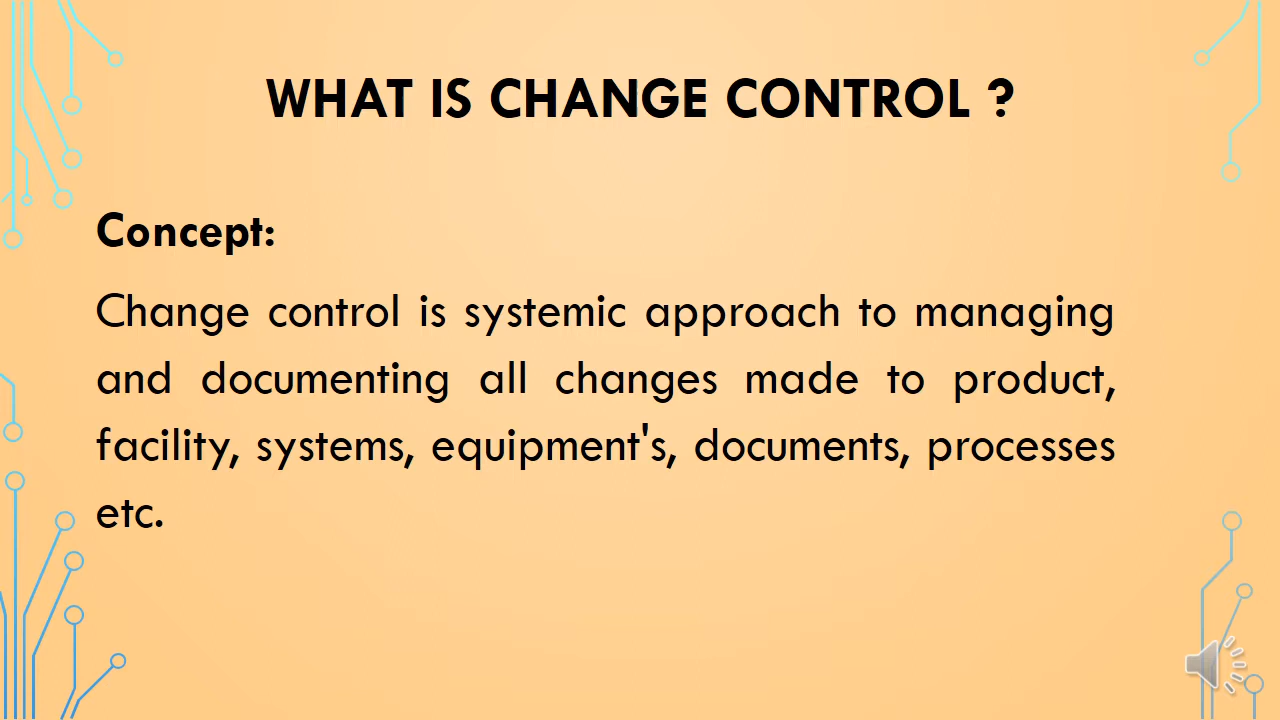 WHAT IS CHANGE CONTROL ?
Concept:
Change control is systemic approach to managing
and documenting all changes made to product,
facility, systems, equipment's, documents, processes
etc.